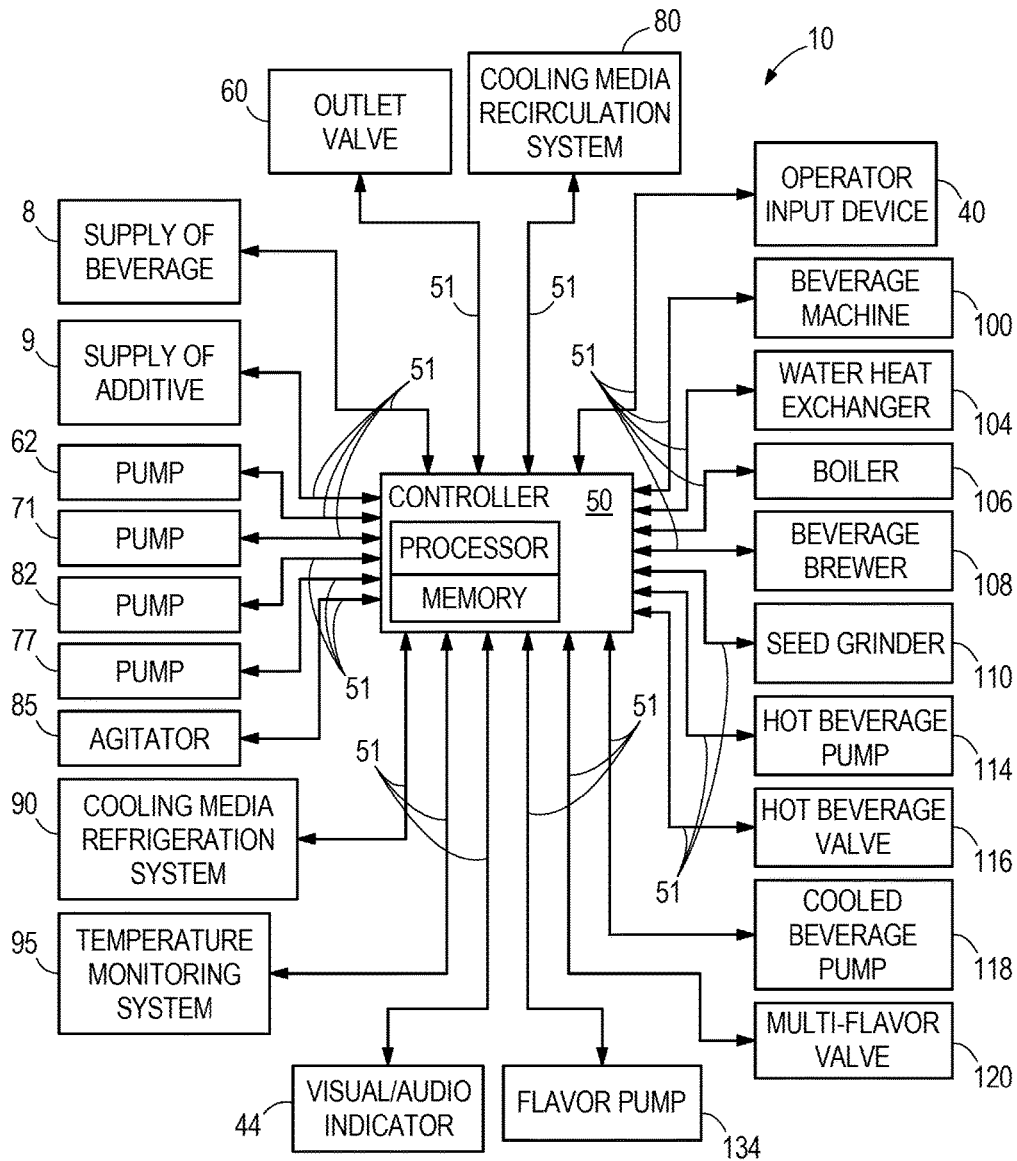 80
10
60
OUTLET
VALVE
COOLING MEDIA
RECIRCULATION
SYSTEM
OPERATOR
INPUT DEVICE
40
8
SUPPLY OF
BEVERAGE
51
51
BEVERAGE
MACHINE
100
9
SUPPLY OF
ADDITIVE
51
51
WATER HEAT
EXCHANGER
104
62
PUMP
BOILER
106
71
PUMP
CONTROLLER
50
PROCESSOR
MEMORY
BEVERAGE
BREWER
108
82
PUMP
77
PUMP
51
SEED GRINDER
110
85
AGITATOR
51
51
HOT BEVERAGE
PUMP
114
90
COOLING MEDIA
REFRIGERATION
SYSTEM
HOT BEVERAGE
VALVE
116
51
95
TEMPERATURE
MONITORING
SYSTEM
COOLED
BEVERAGE
PUMP
118
MULTI-FLAVOR
VALVE
120
VISUAL/AUDIO
INDICATOR
44
FLAVOR PUMP
134